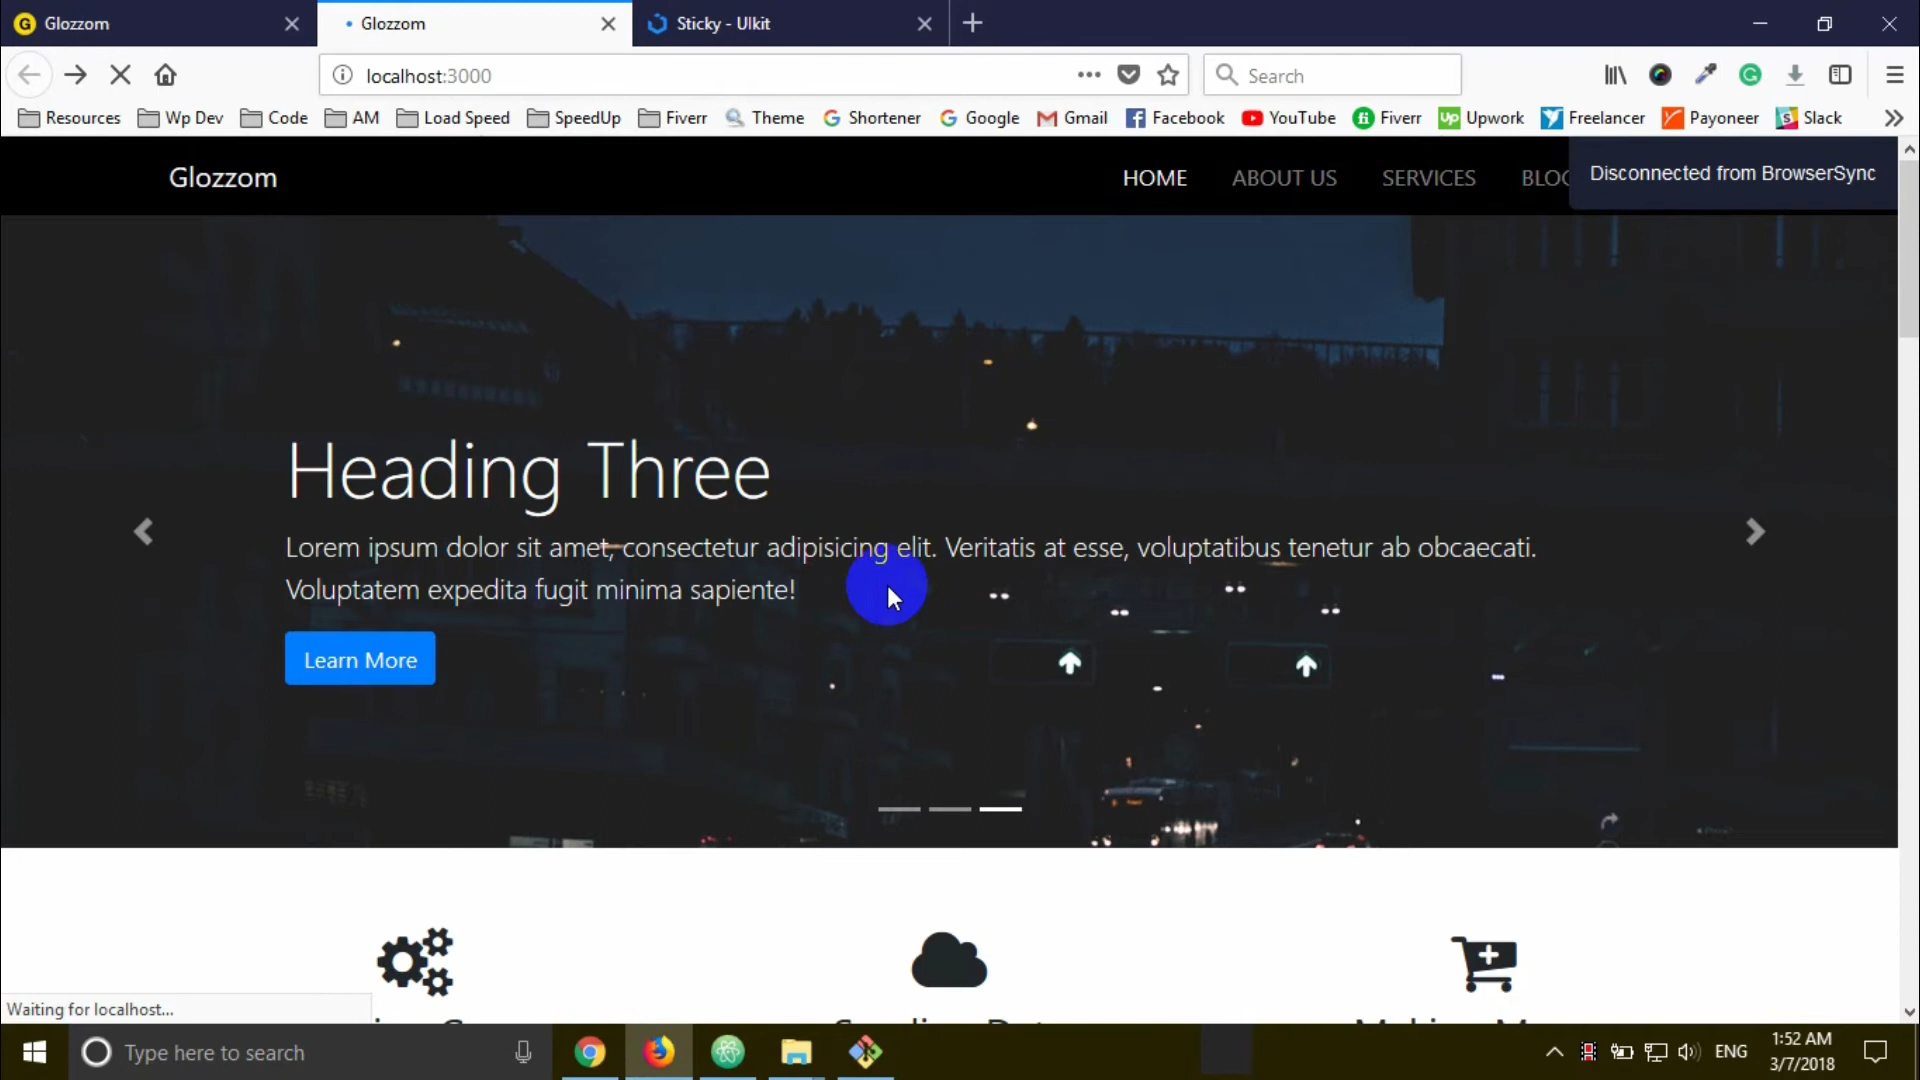 Glozzom
Glozzom
Sticky - UIkit
localhost:3000
Search
Resources Wp Dev Code AM Load Speed SpeedUp Fiverr Theme Shortener Google Gmail Facebook YouTube Fiverr Upwork Freelancer Payoneer Slack
Glozzom
HOME ABOUT US SERVICES
Disconnected from BrowserSync
Heading Three
Lorem ipsum dolor sit amet, consectetur adipisicing elit. Veritatis at esse, voluptatibus tenetur ab obcaecati.
Voluptatem expedita fugit minima sapiente!
Learn More
Waiting for localhost...
Type here to search
ENG
1:52 AM
3/7/2018